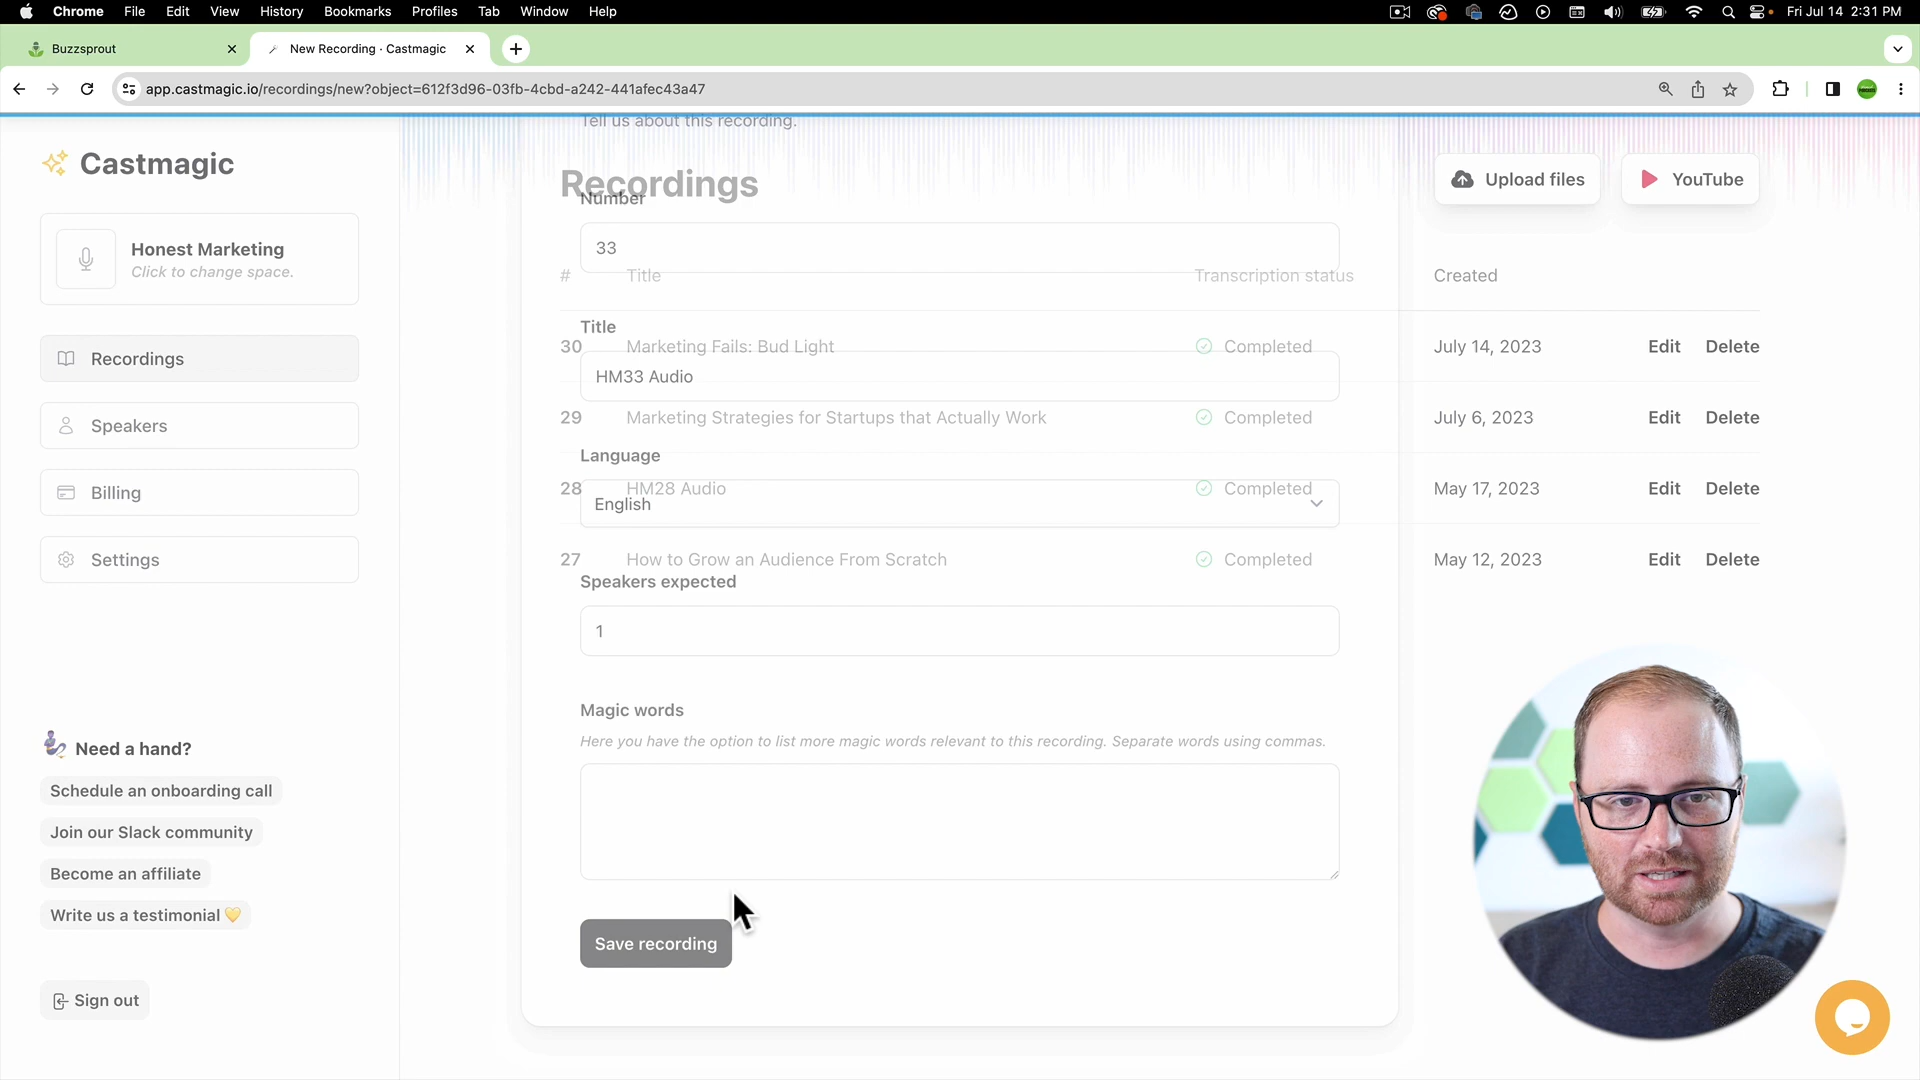 Chrome File Edit View History Bookmarks Profiles Tab Window Help Fri Jul 14 2:31 PM
Buzzsprout
New Recording · Castmagic
app.castmagic.io/recordings/new?object=612f3d96-03fb-4cbd-a242-441afec43a47
Tell us about this recording.
Castmagic
Recordings
Upload files
YouTube
Number
33
Honest Marketing
Click to change space.
# Title Transcription status Created
Title
30 Marketing Fails: Bud Light Completed July 14, 2023 Edit Delete
Recordings
HM33 Audio
29 Marketing Strategies for Startups that Actually Work Completed July 6, 2023 Edit Delete
Speakers
Language
28 HM28 Audio Completed May 17, 2023 Edit Delete
Billing
English
27 How to Grow an Audience From Scratch Completed May 12, 2023 Edit Delete
Settings
Speakers expected
1
Magic words
Here you have the option to list more magic words relevant to this recording. Separate words using commas.
Need a hand?
Schedule an onboarding call
Join our Slack community
Become an affiliate
Write us a testimonial 💛
Save recording
Sign out